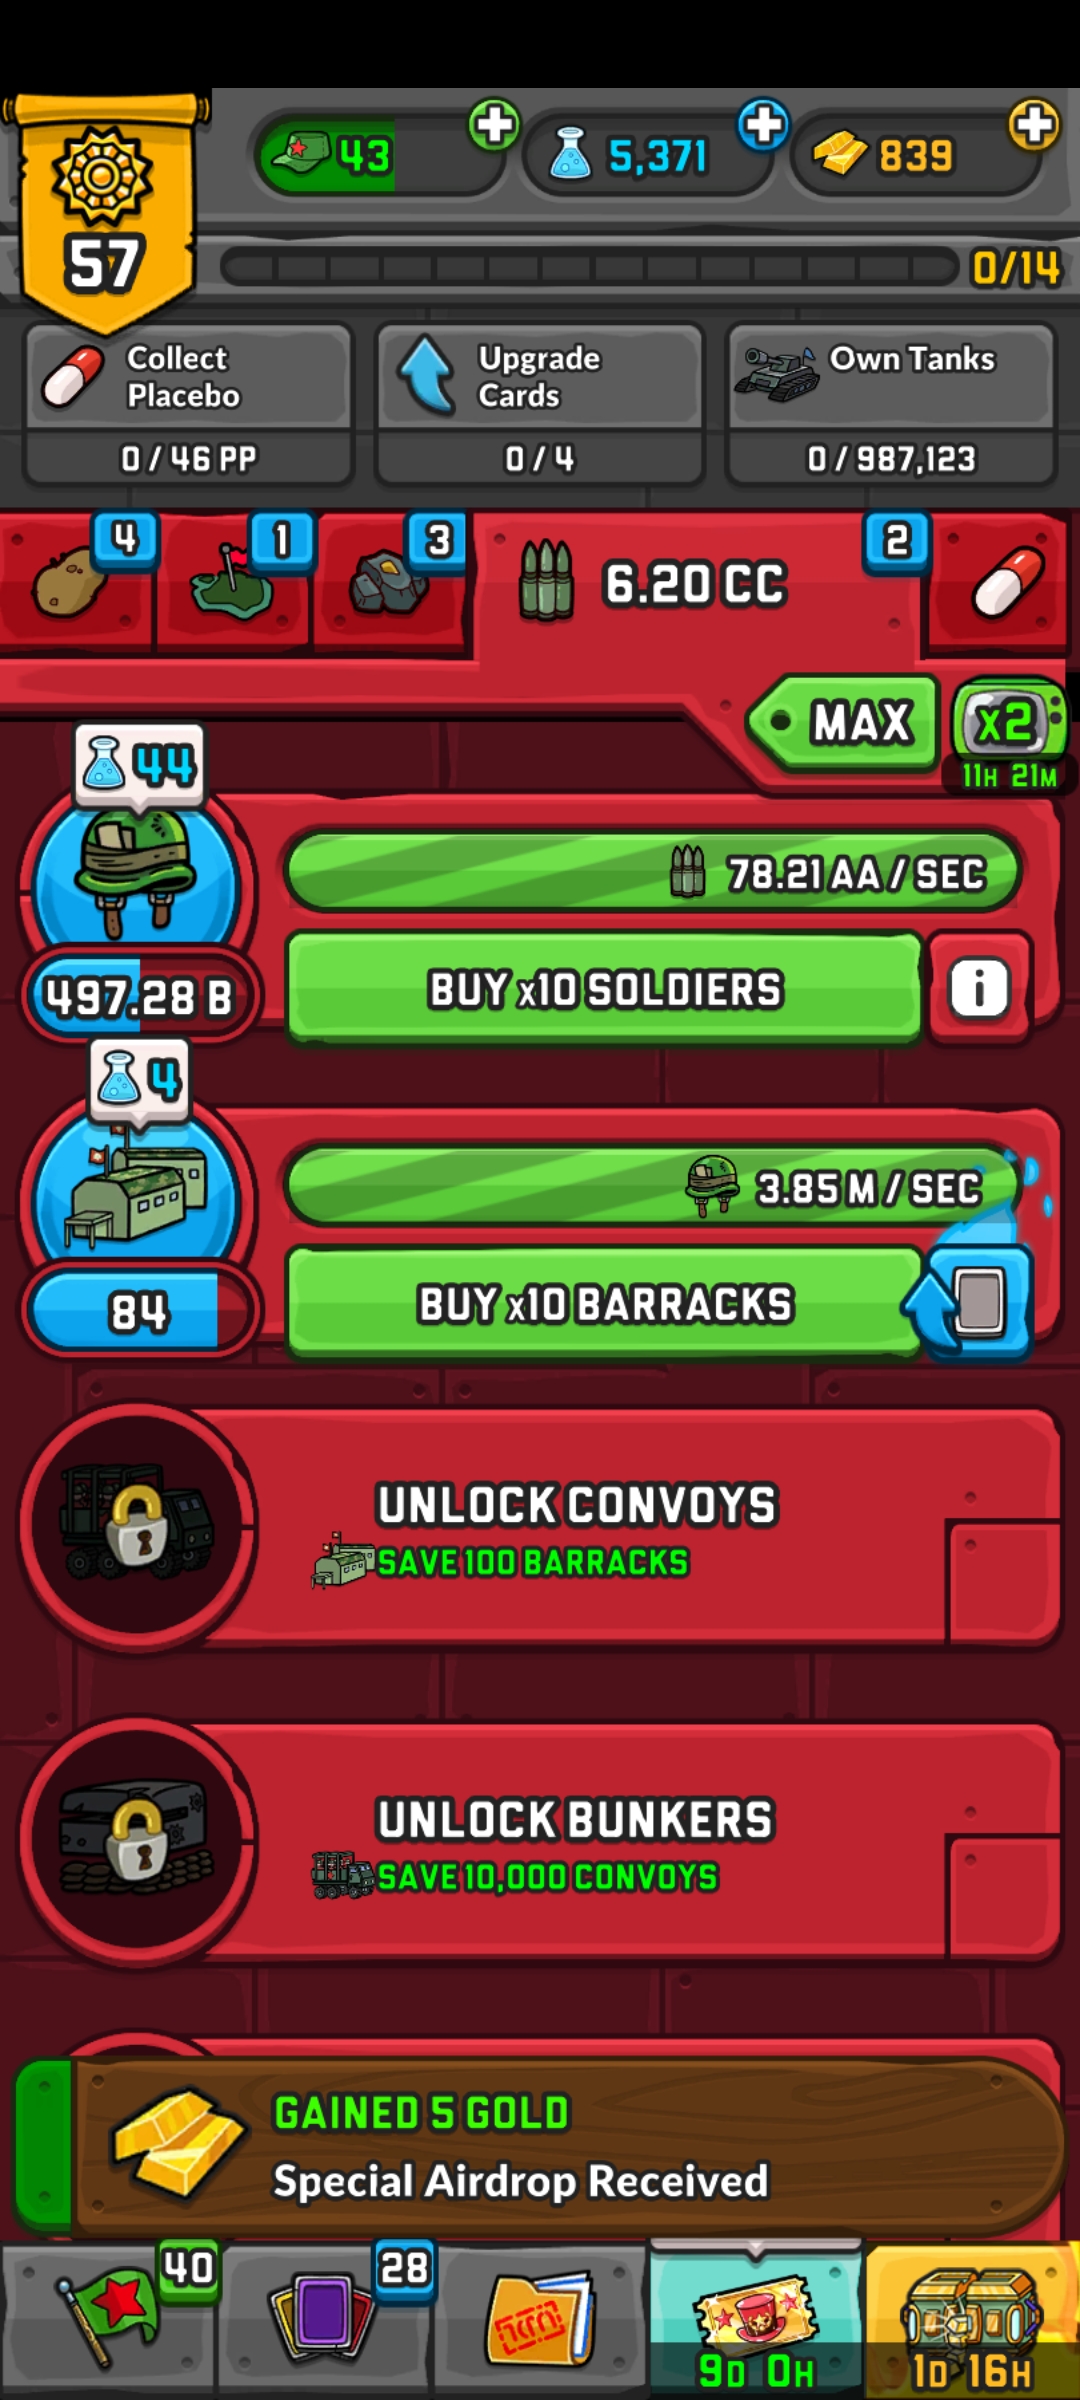 43
5,371
839
57
0/14
Collect
Placebo
0 / 46 PP
Upgrade
Cards
0 / 4
Own Tanks
0 / 987,123
4
1
3
6.20 CC
2
MAX
X2
11H 21M
44
78.21 AA / SEC
497.28 B
BUY x10 SOLDIERS
i
4
3.85 M / SEC
84
BUY x10 BARRACKS
UNLOCK CONVOYS
SAVE 100 BARRACKS
UNLOCK BUNKERS
SAVE 10,000 CONVOYS
GAINED 5 GOLD
Special Airdrop Received
40
28
9D 0H
1D 16H